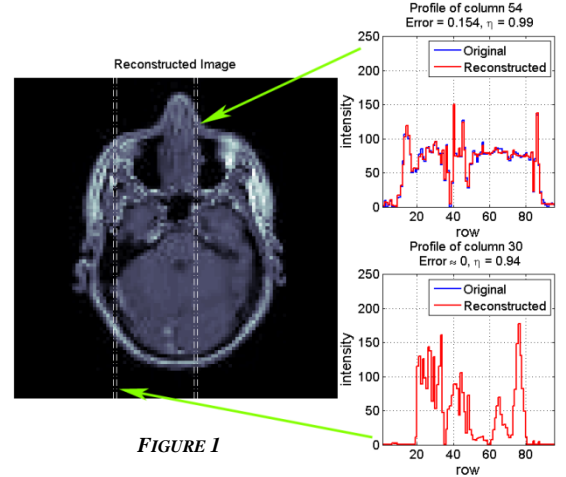 Profile of column 54
Error = 0.154, η = 0.99
Reconstructed Image
250
200
150
100
50
0
intensity
Original
Reconstructed
20 40 60 80
row
Profile of column 30
Error ≈ 0, η = 0.94
250
200
150
100
50
0
intensity
Original
Reconstructed
20 40 60 80
row
FIGURE 1